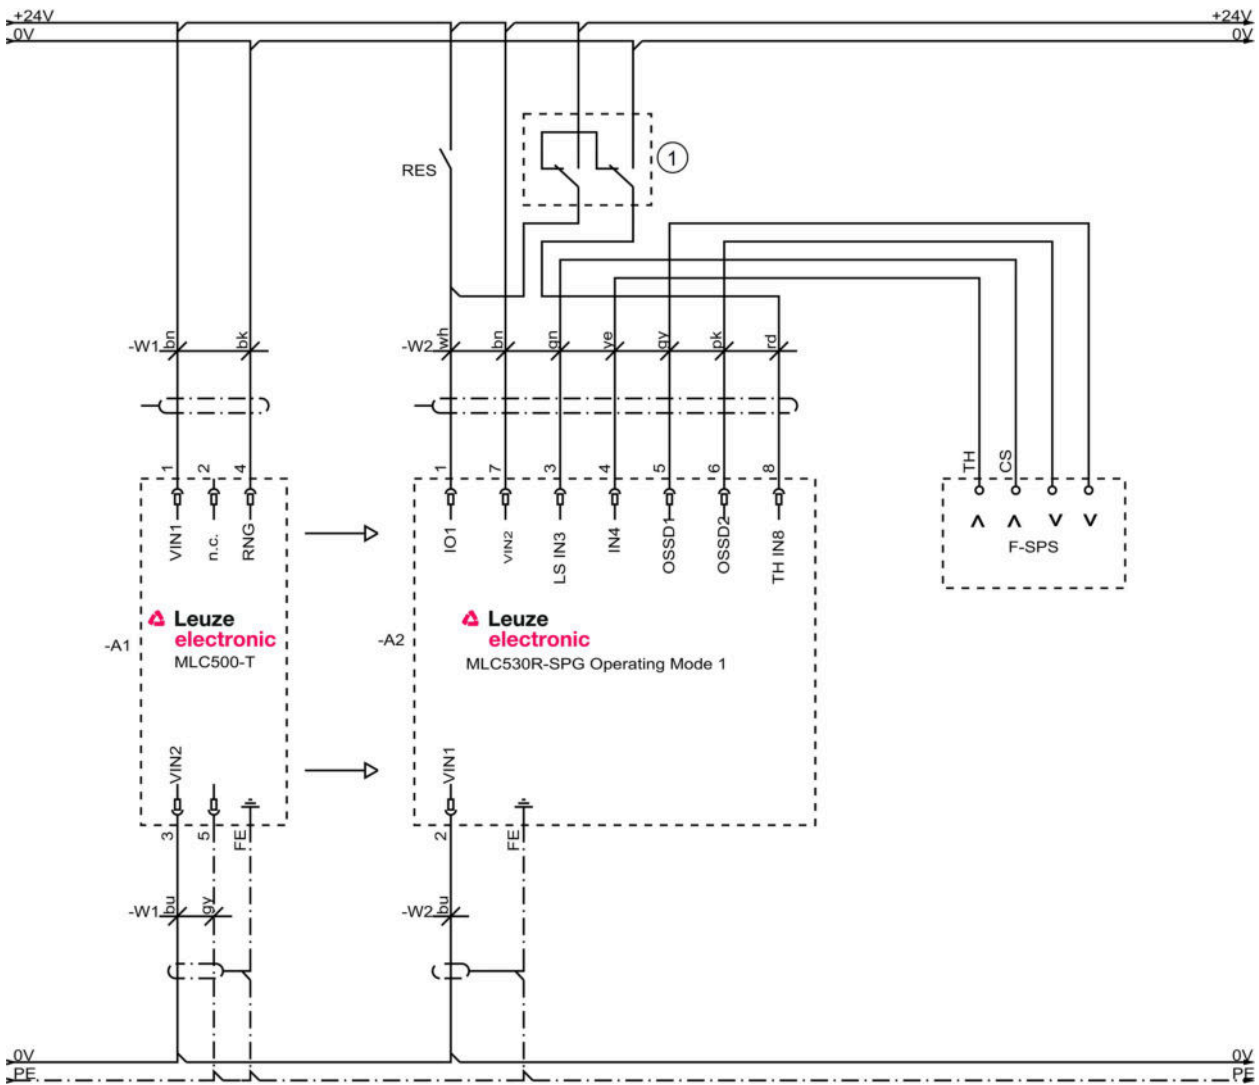 +24V +24V
0V 0V
1
RES
-W1 bn bk -W2 wh bn gn ye gy pk rd
TH CS
1 2 4 1 7 3 4 5 6 8
VIN1 n.c. RNG IO1 VIN2 LS IN3 IN4 OSSD1 OSSD2 TH IN8
F-SPS
Leuze
electronic
-A1
MLC500-T
Leuze
electronic
-A2
MLC530R-SPG Operating Mode 1
VIN2 VIN1
3 5 FE 2 FE
-W1 bu gy -W2 bu
0V 0V
PE PE